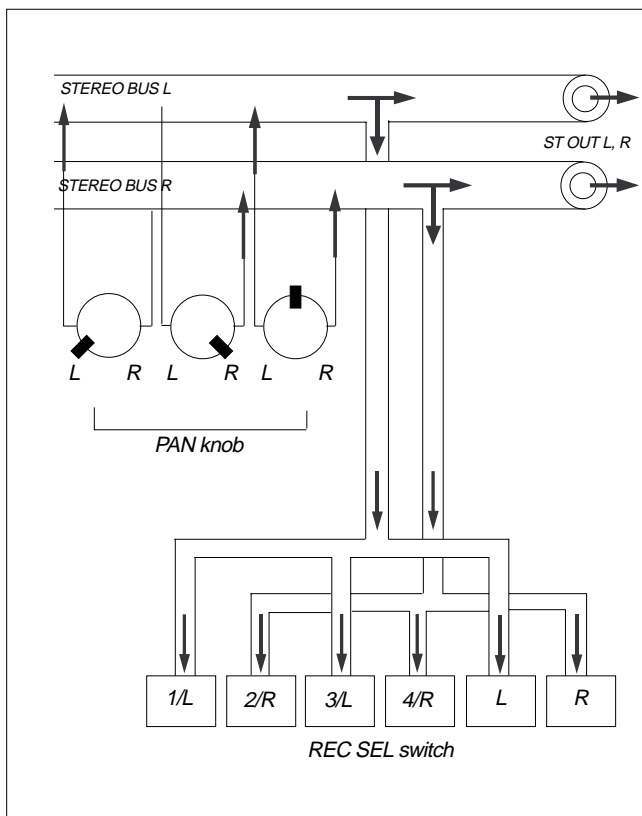 STEREO BUS L
ST OUT L, R
STEREO BUS R
L R L R L R
PAN knob
1/L 2/R 3/L 4/R L R
REC SEL switch